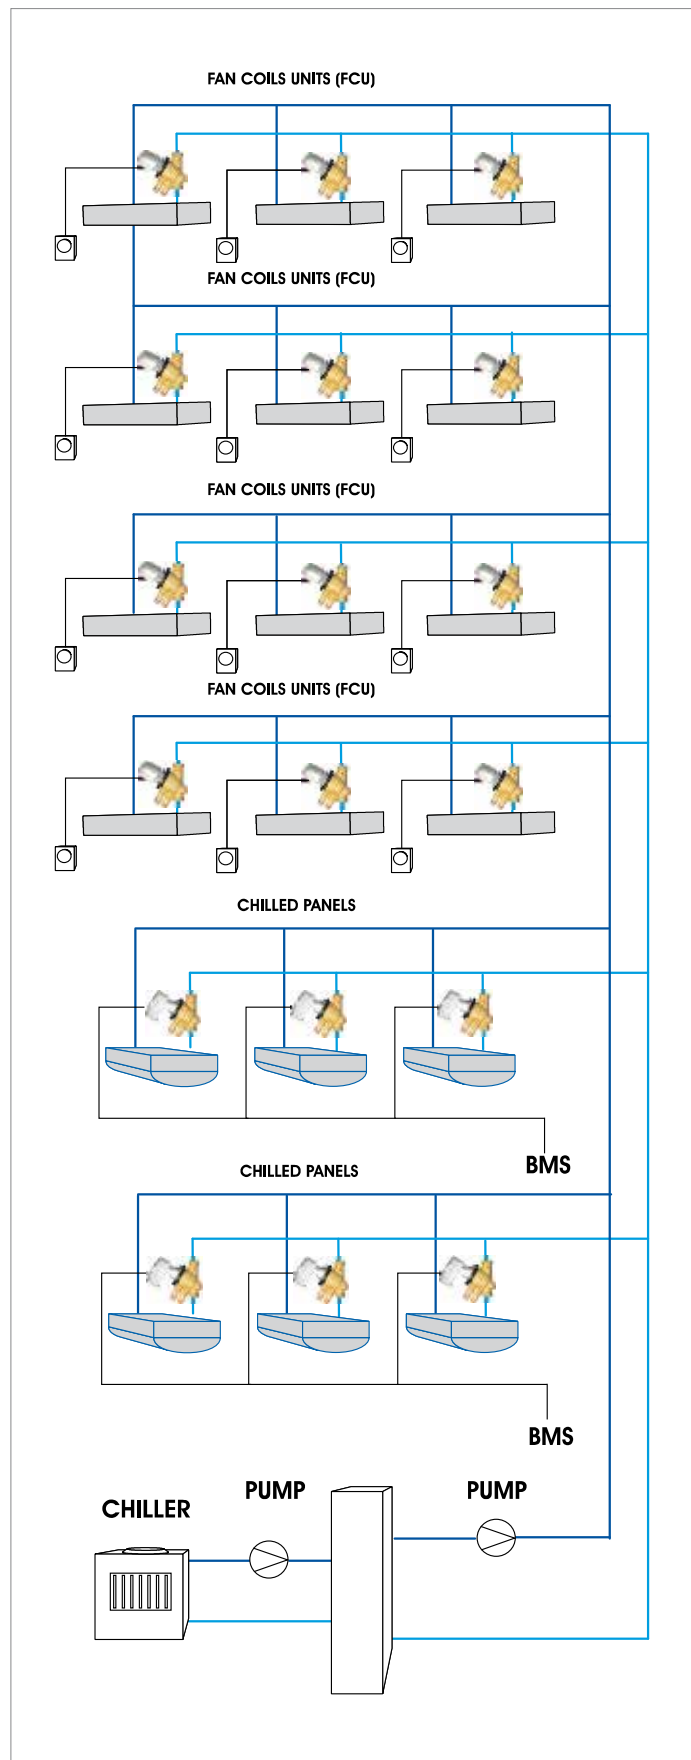 FAN COILS UNITS (FCU)
FAN COILS UNITS (FCU)
FAN COILS UNITS (FCU)
FAN COILS UNITS (FCU)
CHILLED PANELS
BMS
CHILLED PANELS
BMS
PUMP
PUMP
CHILLER